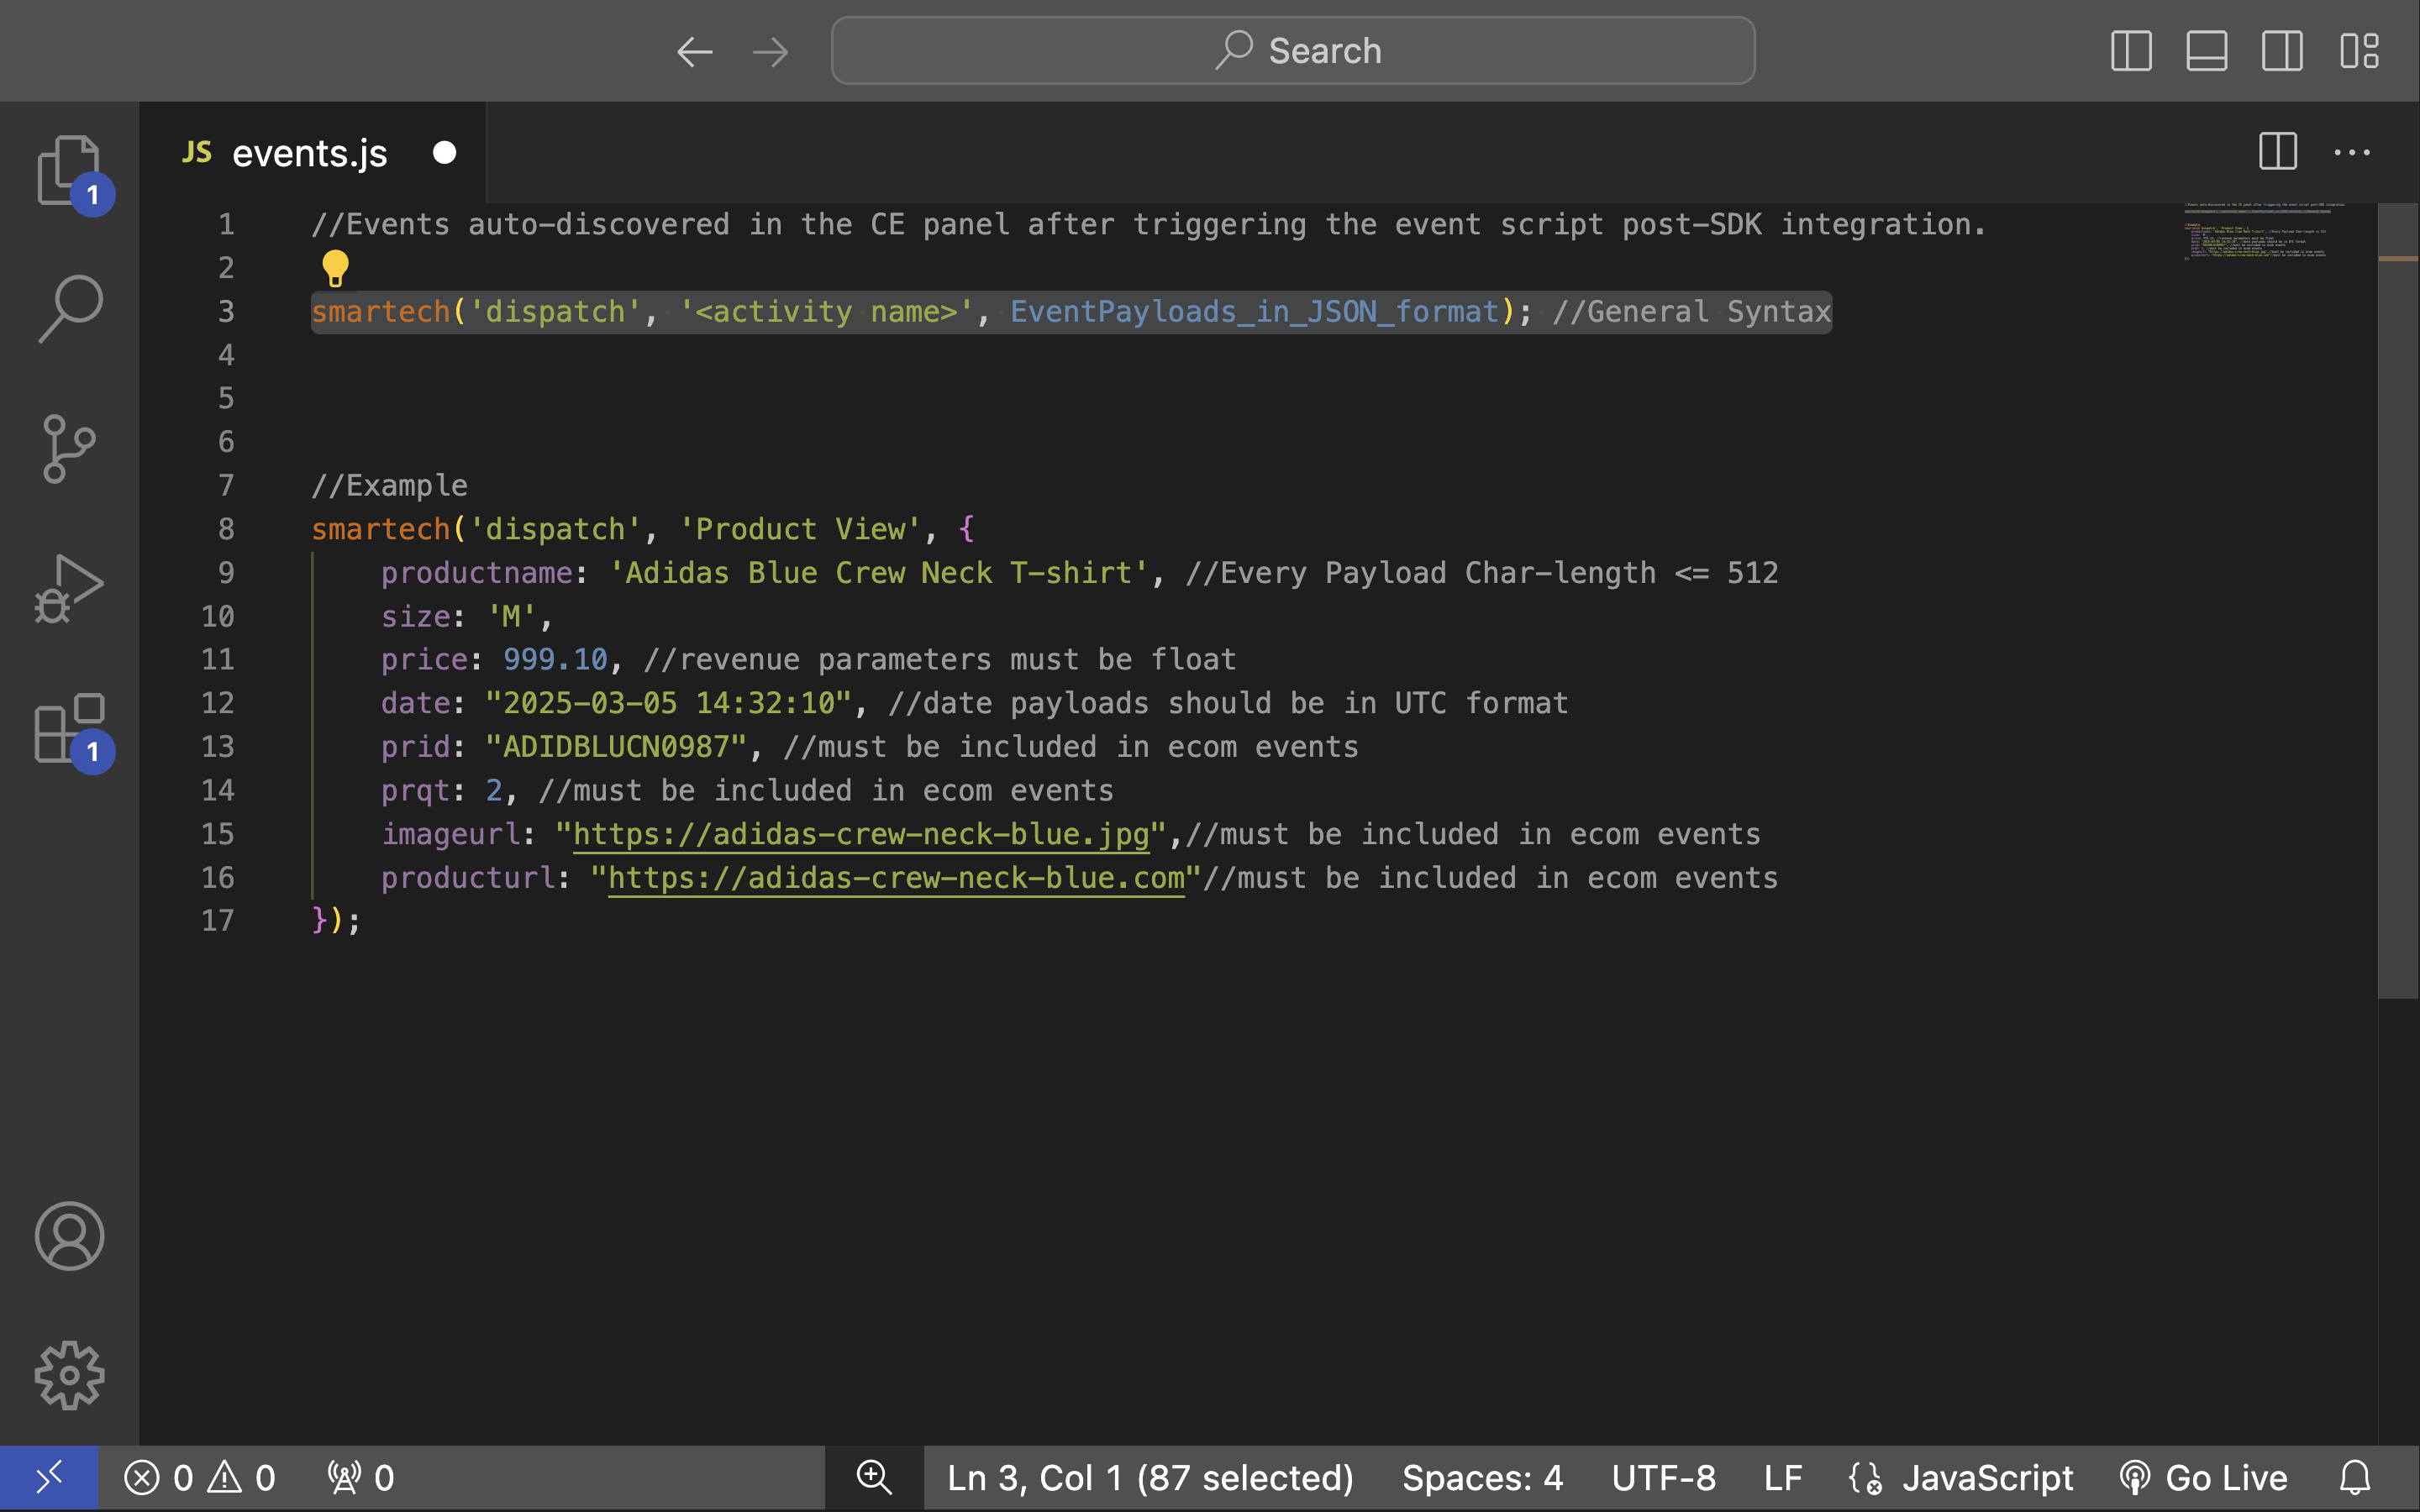 Search
JS events.js
1
1 //Events auto-discovered in the CE panel after triggering the event script post-SDK integration.
2
3 smartech('dispatch', '<activity name>', EventPayloads_in_JSON_format); //General Syntax
4
5
6
7 //Example
8 smartech('dispatch', 'Product View', {
9 productname: 'Adidas Blue Crew Neck T-shirt', //Every Payload Char-length <= 512
10 size: 'M',
11 price: 999.10, //revenue parameters must be float
12 date: "2025-03-05 14:32:10", //date payloads should be in UTC format
13 prid: "ADIDBLUCN0987", //must be included in ecom events
14 prqt: 2, //must be included in ecom events
15 imageurl: "https://adidas-crew-neck-blue.jpg",//must be included in ecom events
16 producturl: "https://adidas-crew-neck-blue.com"//must be included in ecom events
17 });
1
0 0 0 Ln 3, Col 1 (87 selected) Spaces: 4 UTF-8 LF JavaScript Go Live